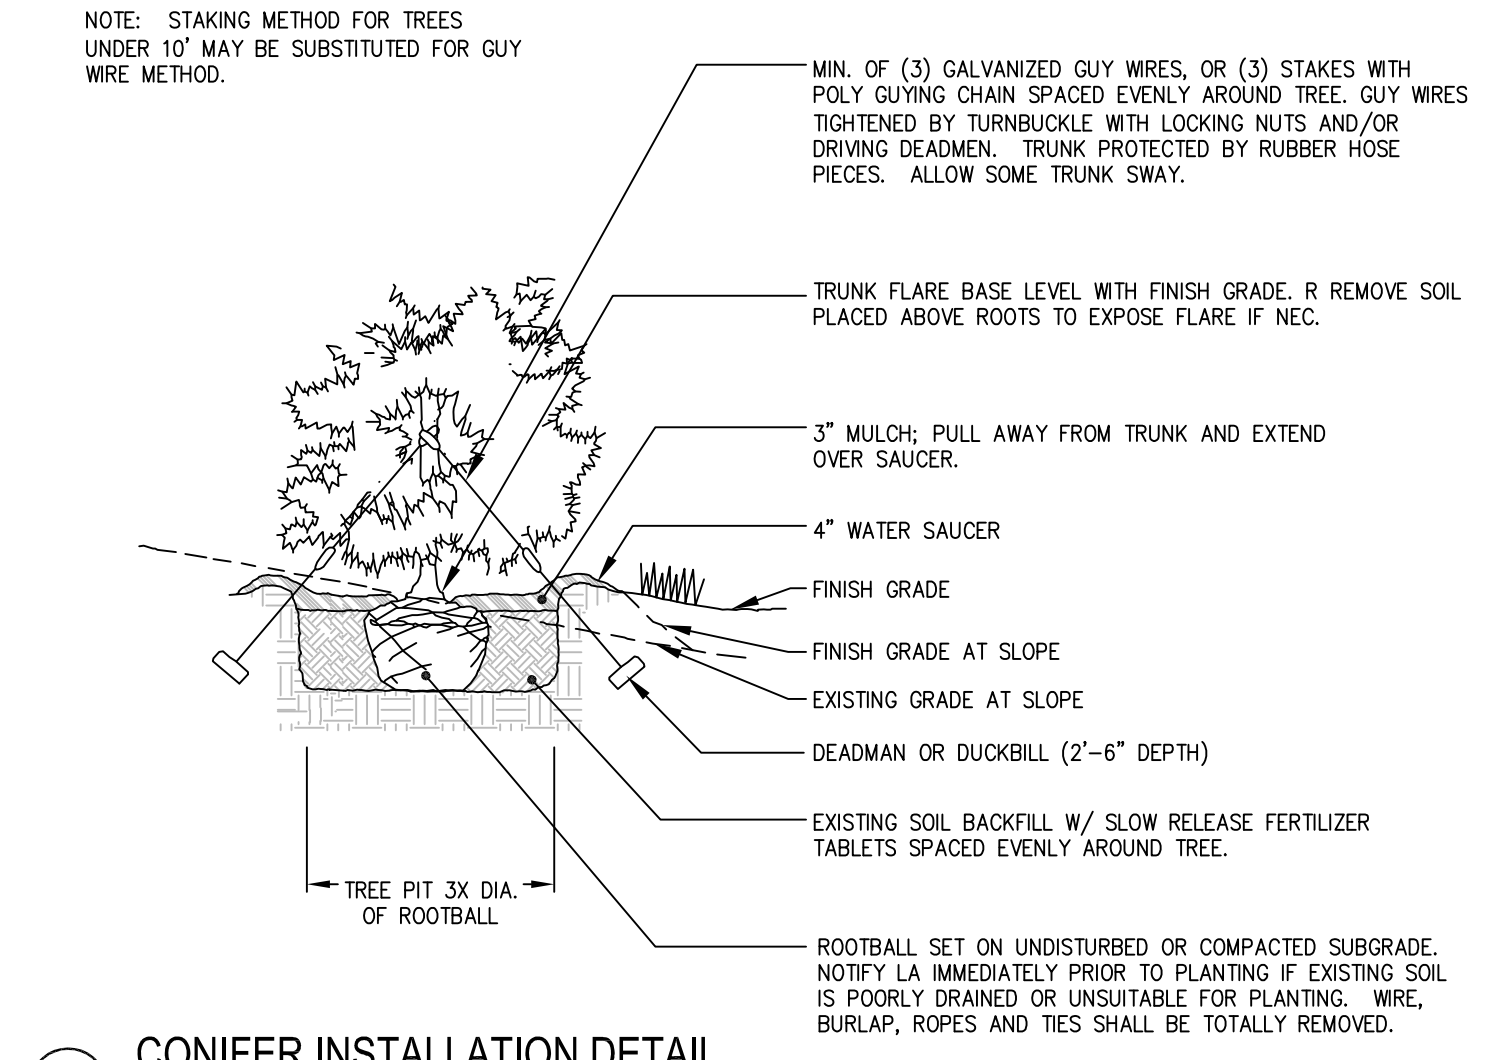 NOTE: STAKING METHOD FOR TREES
UNDER 10' MAY BE SUBSTITUTED FOR GUY
WIRE METHOD.
MIN. OF (3) GALVANIZED GUY WIRES, OR (3) STAKES WITH
POLY GUYING CHAIN SPACED EVENLY AROUND TREE. GUY WIRES
TIGHTENED BY TURNBUCKLE WITH LOCKING NUTS AND/OR
DRIVING DEADMEN. TRUNK PROTECTED BY RUBBER HOSE
PIECES. ALLOW SOME TRUNK SWAY.
TRUNK FLARE BASE LEVEL WITH FINISH GRADE. R REMOVE SOIL
PLACED ABOVE ROOTS TO EXPOSE FLARE IF NEC.
3" MULCH; PULL AWAY FROM TRUNK AND EXTEND
OVER SAUCER.
4" WATER SAUCER
FINISH GRADE
FINISH GRADE AT SLOPE
EXISTING GRADE AT SLOPE
DEADMAN OR DUCKBILL (2'-6" DEPTH)
EXISTING SOIL BACKFILL W/ SLOW RELEASE FERTILIZER
TABLETS SPACED EVENLY AROUND TREE.
TREE PIT 3X DIA.
OF ROOTBALL
ROOTBALL SET ON UNDISTURBED OR COMPACTED SUBGRADE.
NOTIFY LA IMMEDIATELY PRIOR TO PLANTING IF EXISTING SOIL
IS POORLY DRAINED OR UNSUITABLE FOR PLANTING. WIRE,
BURLAP, ROPES AND TIES SHALL BE TOTALLY REMOVED.
CONIFER INSTALLATION DETAIL